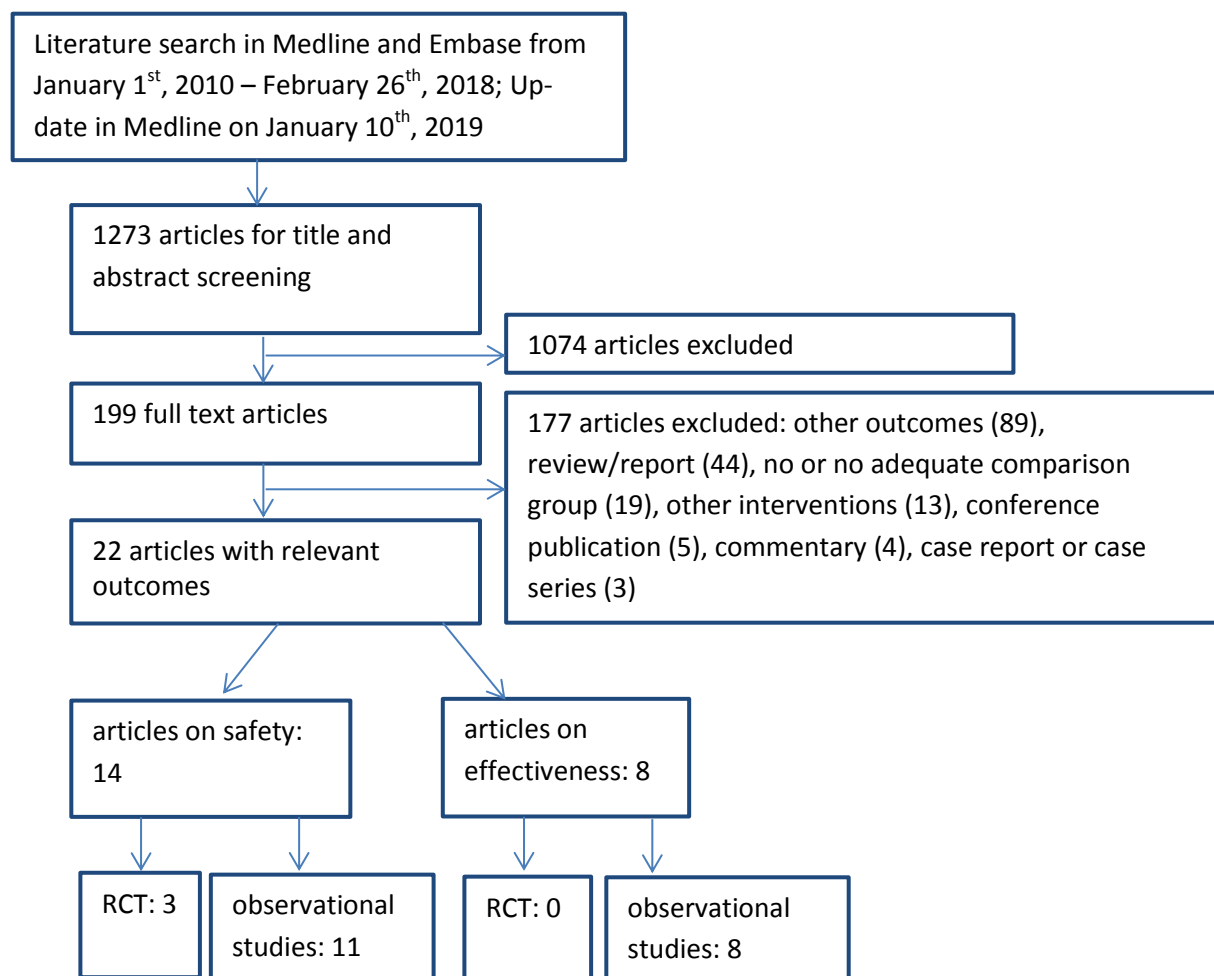 Literature search in Medline and Embase from
January 1st, 2010 – February 26th, 2018; Up-
date in Medline on January 10th, 2019
1273 articles for title and
abstract screening
1074 articles excluded
199 full text articles
177 articles excluded: other outcomes (89),
review/report (44), no or no adequate comparison
group (19), other interventions (13), conference
publication (5), commentary (4), case report or case
series (3)
22 articles with relevant
outcomes
articles on safety:
14
articles on
effectiveness: 8
RCT: 3
observational
studies: 11
RCT: 0
observational
studies: 8